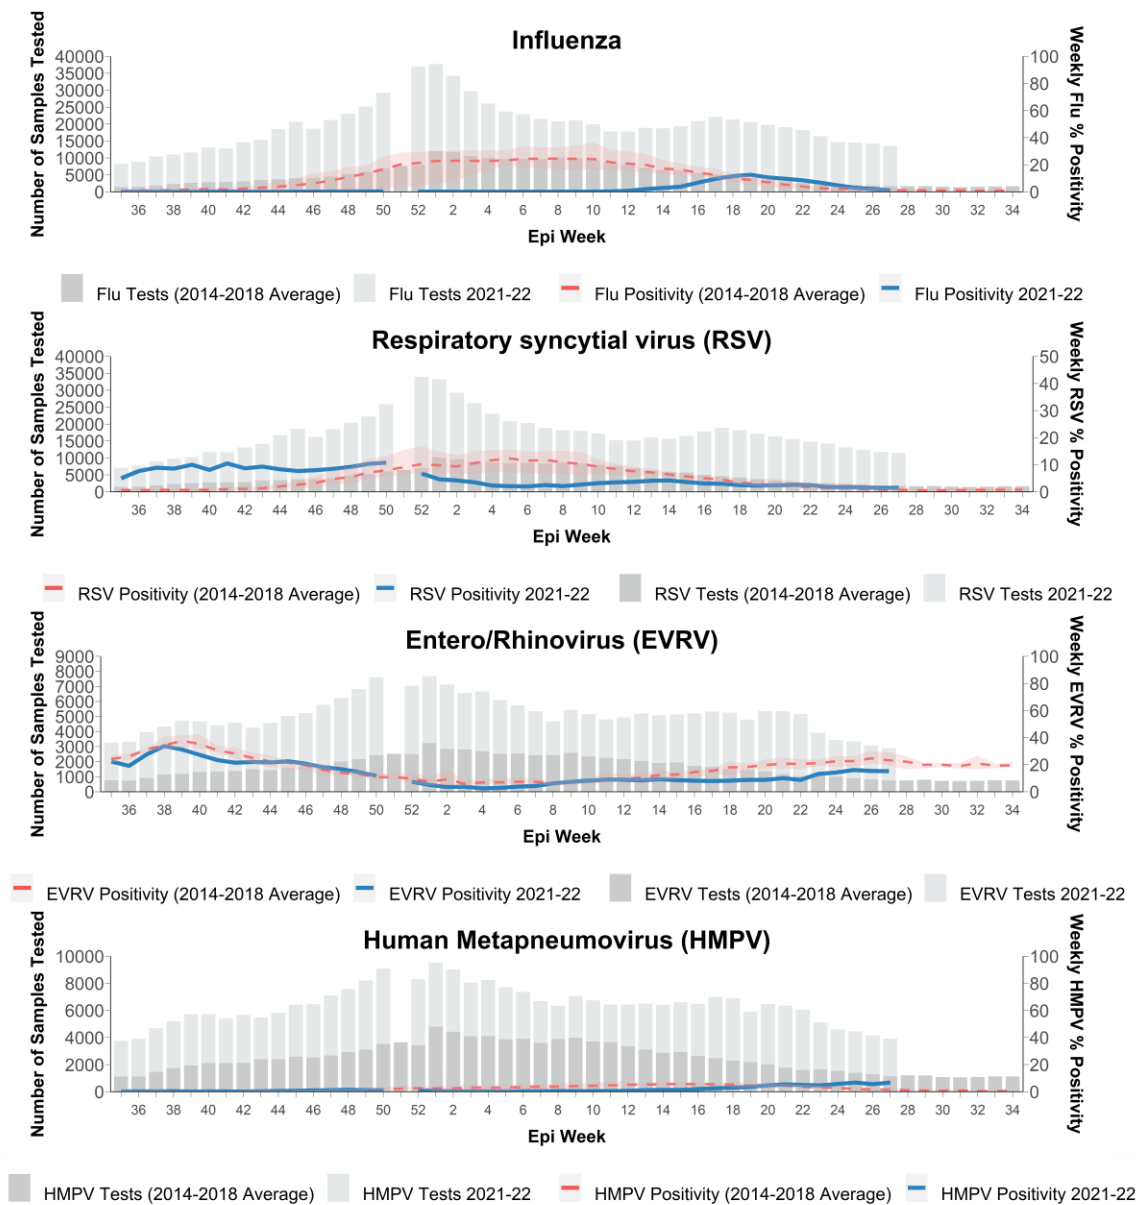 Influenza
Number of Samples Tested
40000
35000
30000
25000
20000
15000
10000
5000
0
100
80
60
40
20
0
Weekly Flu % Positivity
36 38 40 42 44 46 48 50 52 2 4 6 8 10 12 14 16 18 20 22 24 26 28 30 32 34
Epi Week
Flu Tests (2014-2018 Average) Flu Tests 2021-22 Flu Positivity (2014-2018 Average) Flu Positivity 2021-22
Respiratory syncytial virus (RSV)
Number of Samples Tested
40000
35000
30000
25000
20000
15000
10000
5000
0
50
40
30
20
10
0
Weekly RSV % Positivity
36 38 40 42 44 46 48 50 52 2 4 6 8 10 12 14 16 18 20 22 24 26 28 30 32 34
Epi Week
RSV Positivity (2014-2018 Average) RSV Positivity 2021-22 RSV Tests (2014-2018 Average) RSV Tests 2021-22
Entero/Rhinovirus (EVRV)
Number of Samples Tested
9000
8000
7000
6000
5000
4000
3000
2000
1000
0
100
80
60
40
20
0
Weekly EVRV % Positivity
36 38 40 42 44 46 48 50 52 2 4 6 8 10 12 14 16 18 20 22 24 26 28 30 32 34
Epi Week
EVRV Positivity (2014-2018 Average) EVRV Positivity 2021-22 EVRV Tests (2014-2018 Average) EVRV Tests 2021-22
Human Metapneumovirus (HMPV)
Number of Samples Tested
10000
8000
6000
4000
2000
0
100
80
60
40
20
0
Weekly HMPV % Positivity
36 38 40 42 44 46 48 50 52 2 4 6 8 10 12 14 16 18 20 22 24 26 28 30 32 34
Epi Week
HMPV Tests (2014-2018 Average) HMPV Tests 2021-22 HMPV Positivity (2014-2018 Average) HMPV Positivity 2021-22